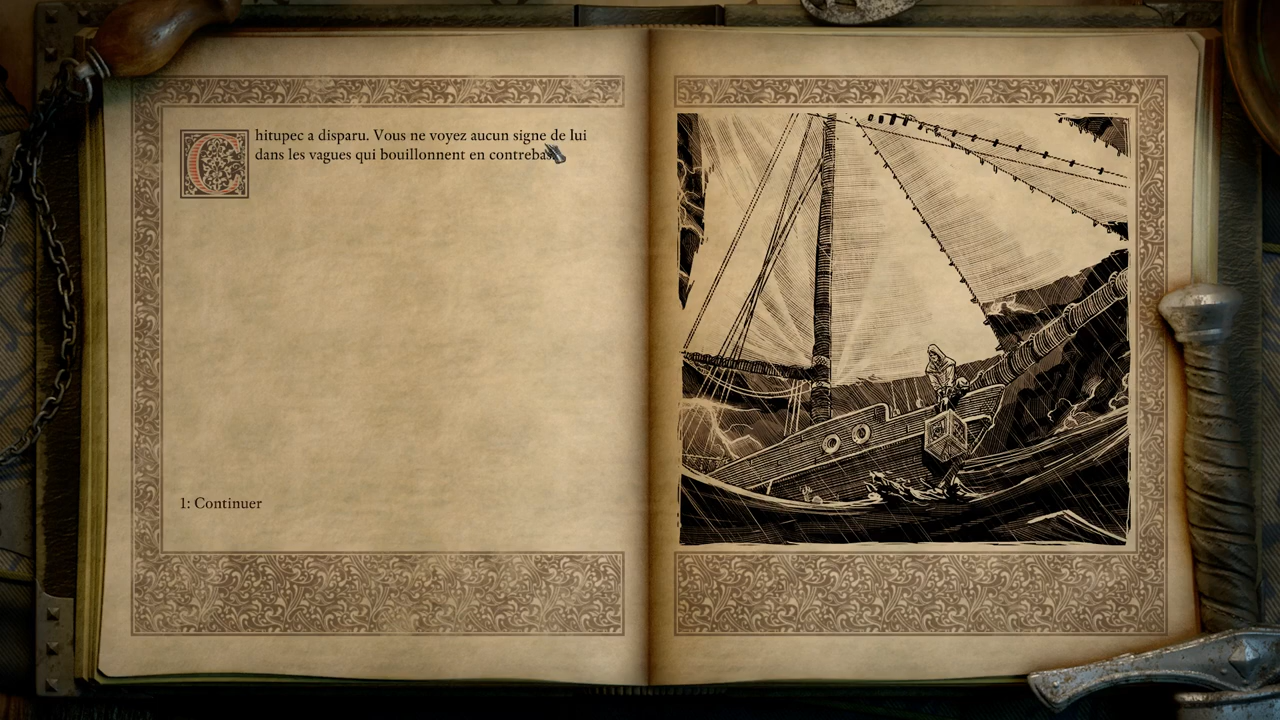 Chitupec a disparu. Vous ne voyez aucun signe de lui
dans les vagues qui bouillonnent en contrebas.
1: Continuer